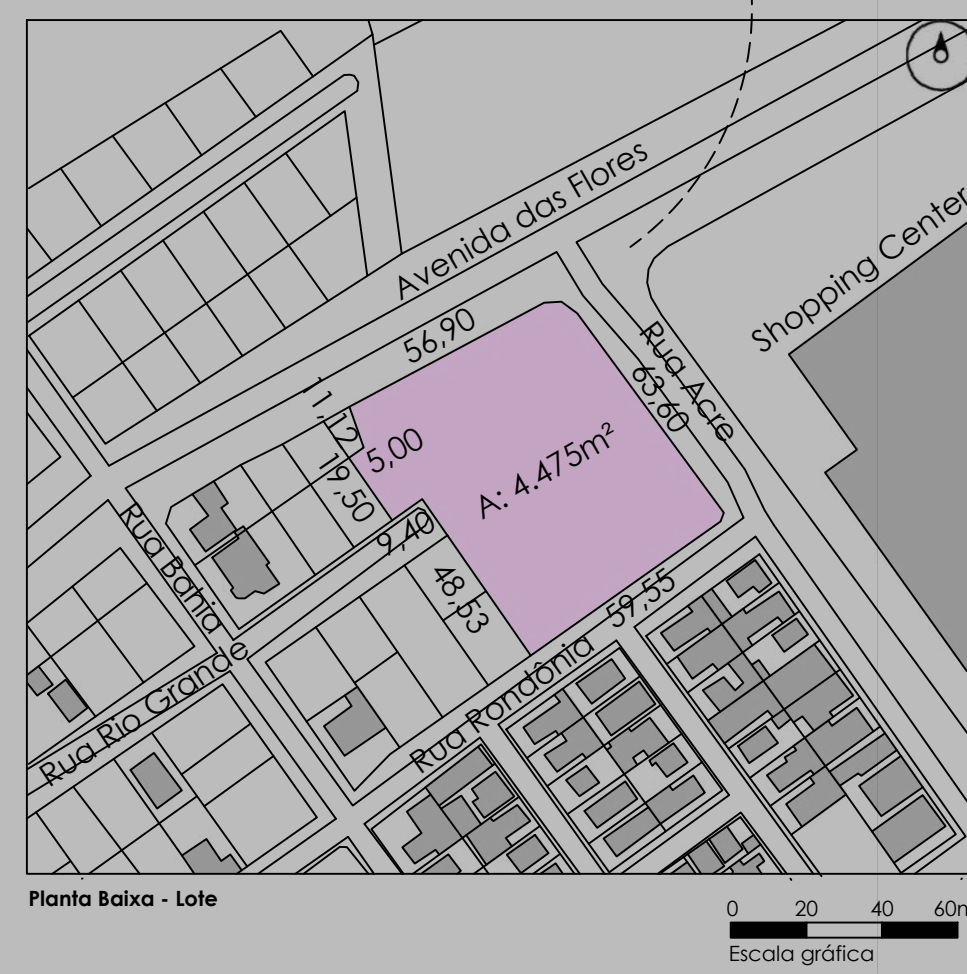 Avenida das Flores
Shopping Center
56,90
Rua Acre
63,60
11,12
5,00
A: 4.475m²
19,50
9,40
Rua Bahia
48,53
59,55
Rua Rio Grande
Rua Rondônia
Planta Baixa - Lote
0 20 40 60m
Escala gráfica